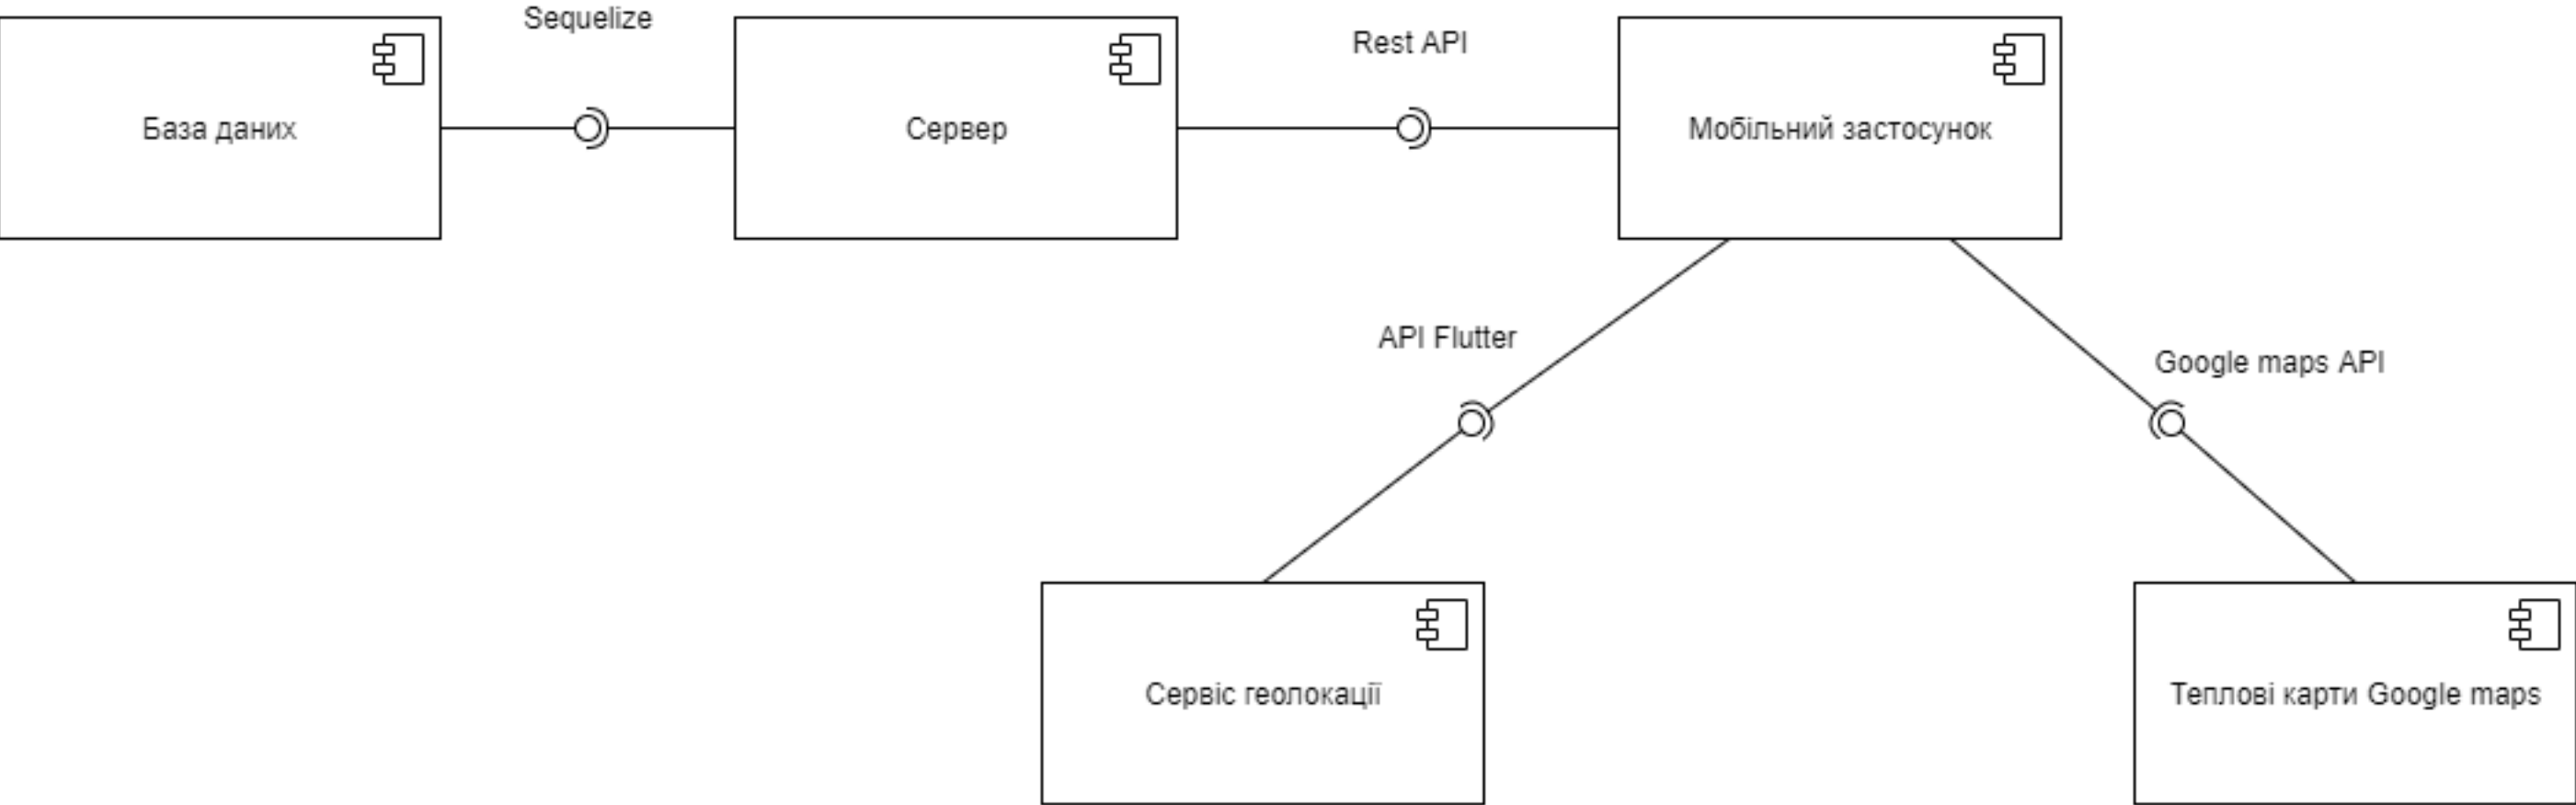 Sequelize
Rest API
База даних
Сервер
Мобільний застосунок
API Flutter
Google maps API
Сервіс геолокації
Теплові карти Google maps